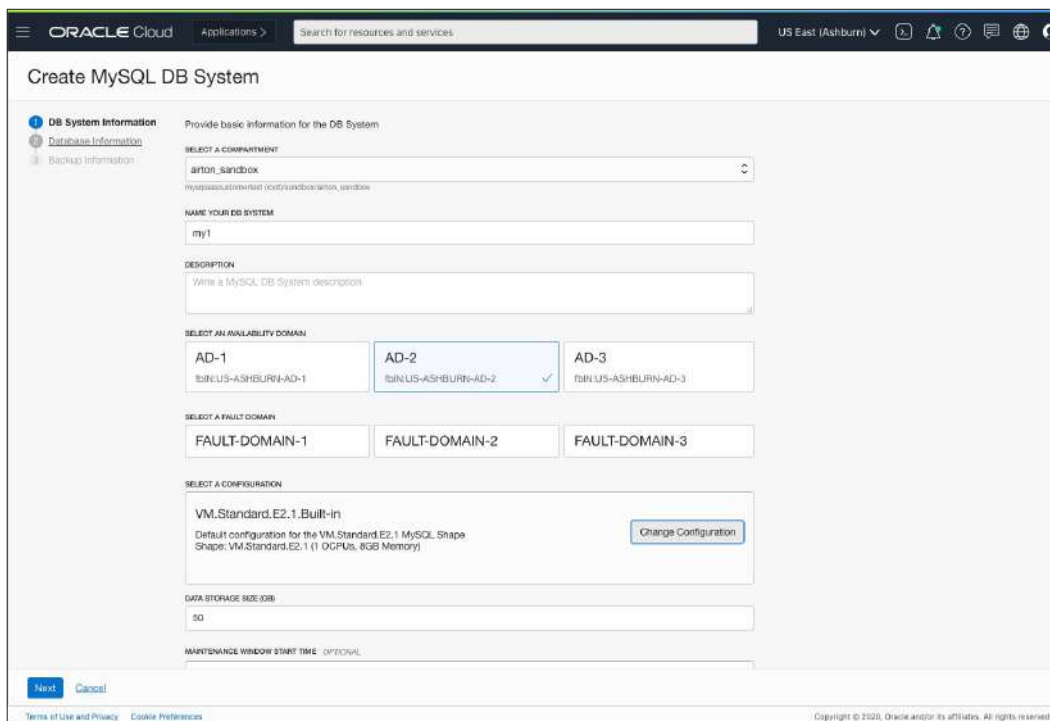 ORACLE Cloud
Applications >
Search for resources and services
US East (Ashburn)
Create MySQL DB System
1 DB System Information
2 Database Information
3 Backup Information
Provide basic information for the DB System
SELECT A COMPARTMENT
airton_sandbox
NAME YOUR DB SYSTEM
my1
DESCRIPTION
Write a MySQL DB System description
SELECT AN AVAILABILITY DOMAIN
AD-1
fblN:US-ASHBURN-AD-1
AD-2
fblN:US-ASHBURN-AD-2
AD-3
fblN:US-ASHBURN-AD-3
SELECT A FAULT DOMAIN
FAULT-DOMAIN-1
FAULT-DOMAIN-2
FAULT-DOMAIN-3
SELECT A CONFIGURATION
VM.Standard.E2.1.Built-in
Default configuration for the VM.Standard.E2.1 MySQL Shape
Shape: VM.Standard.E2.1 (1 OCPUs, 8GB Memory)
Change Configuration
DATA STORAGE SIZE (GB)
50
MAINTENANCE WINDOW START TIME OPTIONAL
Next
Cancel
Terms of Use and Privacy
Cookie Preferences
Copyright © 2020, Oracle and/or its affiliates. All rights reserved.